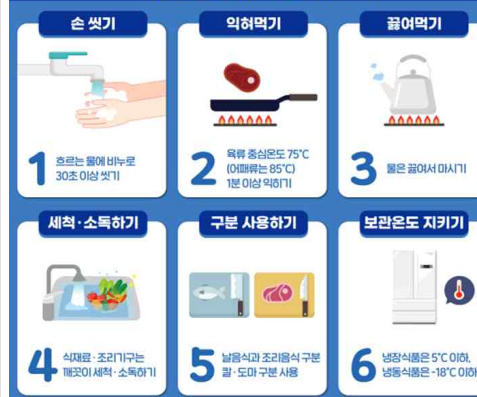 손 씻기
익혀먹기
끓여먹기
1 흐르는 물에 비누로
30초 이상 씻기
2 육류 중심온도 75℃
(어패류는 85℃)
1분 이상 익히기
3 물은 끓여서 마시기
세척·소독하기
구분 사용하기
보관온도 지키기
4 식재료·조리기구는
깨끗이 세척·소독하기
5 날음식과 조리음식 구분
칼·도마 구분 사용
6 냉장식품은 5℃ 이하,
냉동식품은 -18℃ 이하